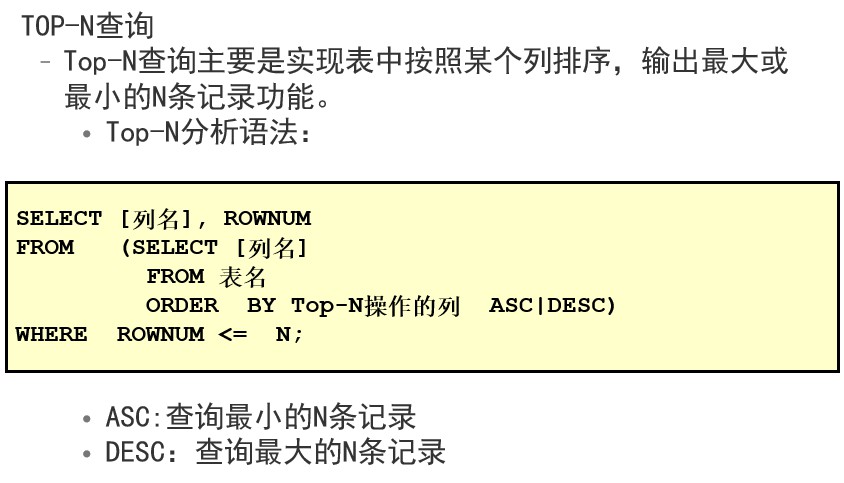 TOP-N查询
– Top-N查询主要是实现表中按照某个列排序，输出最大或
最小的N条记录功能。
• Top-N分析语法：
SELECT [列名], ROWNUM
FROM (SELECT [列名]
FROM 表名
ORDER BY Top-N操作的列 ASC|DESC)
WHERE ROWNUM <= N;
• ASC:查询最小的N条记录
• DESC：查询最大的N条记录